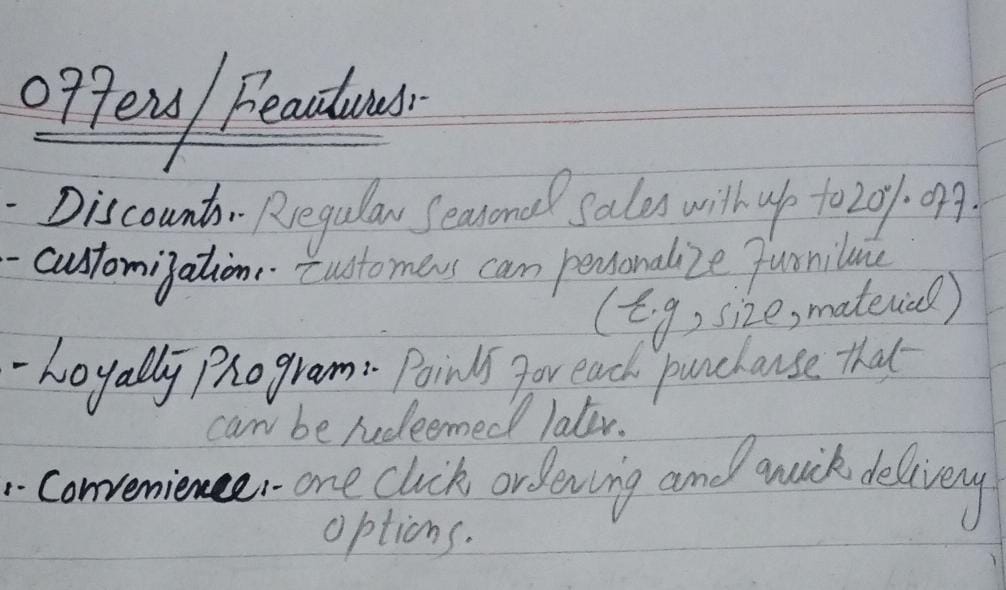 Offers/Feautures:-
- Discounts:- Regular Seasonal Sales with up to 20% off.
- Customization:- Customers can personalize furniture
(E.g, size, material)
- Loyalty Program:- Points for each purcharse that
can be redeemed later.
:- Convenience:- one click ordering and quick delivery
options.